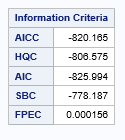 Information Criteria
AICC -820.165
HQC -806.575
AIC -825.994
SBC -778.187
FPEC 0.000156